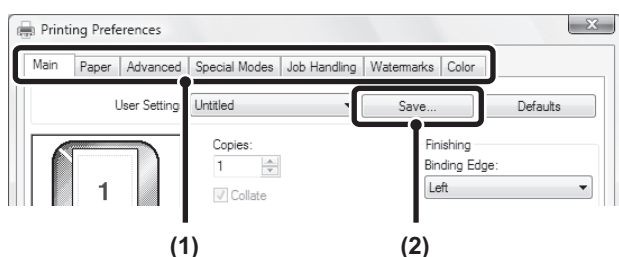 Printing Preferences
Main Paper Advanced Special Modes Job Handling Watermarks Color
User Setting Untitled Save... Defaults
Copies: Finishing
1 Binding Edge:
1 Collate Left
(1) (2)